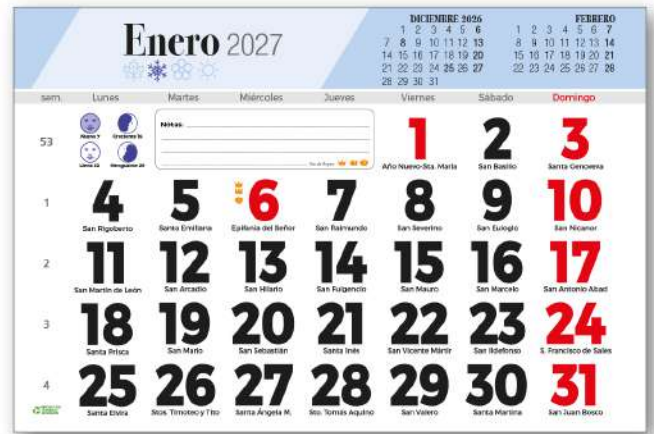 Enero 2027
DICIEMBRE 2026
1 2 3 4 5 6
7 8 9 10 11 12 13
14 15 16 17 18 19 20
21 22 23 24 25 26 27
28 29 30 31
FEBRERO
1 2 3 4 5 6 7
8 9 10 11 12 13 14
15 16 17 18 19 20 21
22 23 24 25 26 27 28
sem. Lunes Martes Miércoles Jueves Viernes Sábado Domingo
Nueva 7 Creciente 15
Llena 22 Menguante 29
Notas:
53 1 2 3
Año Nuevo-Sta. María San Basilio Santa Genoveva
1 4 5 6 7 8 9 10
San Rigoberto Santa Emiliana Epifanía del Señor San Raimundo San Severino San Eulogio San Nicanor
2 11 12 13 14 15 16 17
San Martín de León San Arcadio San Hilario San Fulgencio San Mauro San Marcelo San Antonio Abad
3 18 19 20 21 22 23 24
Santa Prisca San Mario San Sebastián Santa Inés San Vicente Mártir San Ildefonso S. Francisco de Sales
4 25 26 27 28 29 30 31
Santa Elvira Stos. Timoteo y Tito Santa Ángela M. Sto. Tomás Aquino San Valero Santa Martina San Juan Bosco